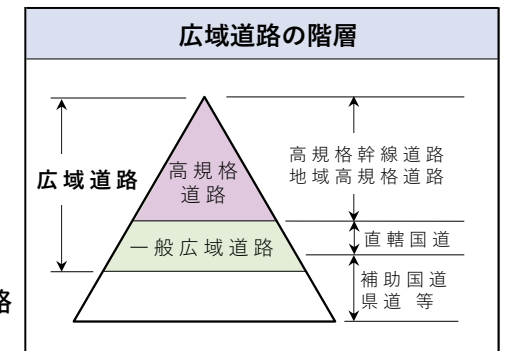 広域道路の階層
広域道路
高規格
道路
一般広域道路
高規格幹線道路
地域高規格道路
直轄国道
補助国道
県道 等
路